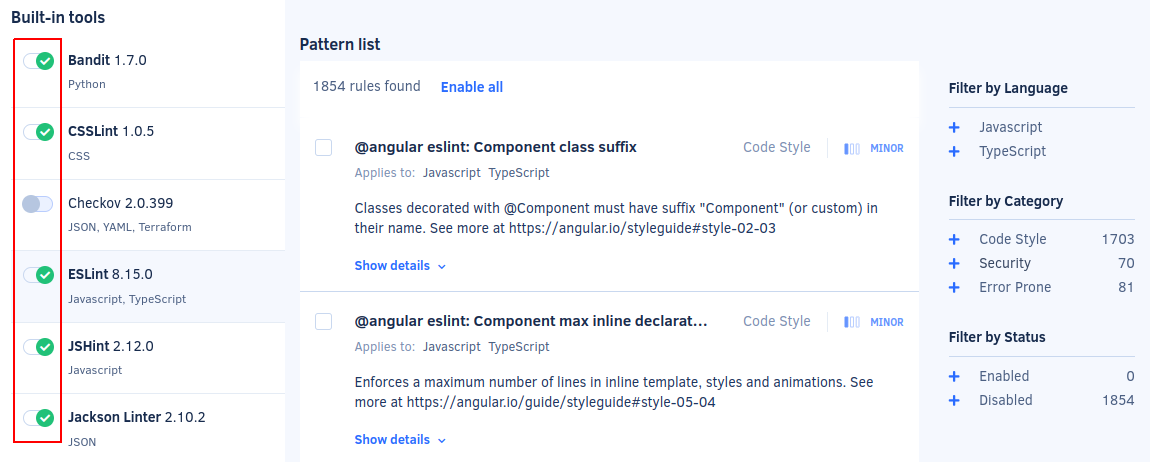 Built-in tools
Bandit 1.7.0
Python
CSSLint 1.0.5
CSS
Checkov 2.0.399
JSON, YAML, Terraform
ESLint 8.15.0
Javascript, TypeScript
JSHint 2.12.0
Javascript
Jackson Linter 2.10.2
JSON
Pattern list
1854 rules found Enable all
@angular eslint: Component class suffix Code Style MINOR
Applies to: Javascript TypeScript
Classes decorated with @Component must have suffix "Component" (or custom) in
their name. See more at https://angular.io/styleguide#style-02-03
Show details
@angular eslint: Component max inline declarat... Code Style MINOR
Applies to: Javascript TypeScript
Enforces a maximum number of lines in inline template, styles and animations. See
more at https://angular.io/guide/styleguide#style-05-04
Show details
Filter by Language
Javascript
TypeScript
Filter by Category
Code Style 1703
Security 70
Error Prone 81
Filter by Status
Enabled 0
Disabled 1854